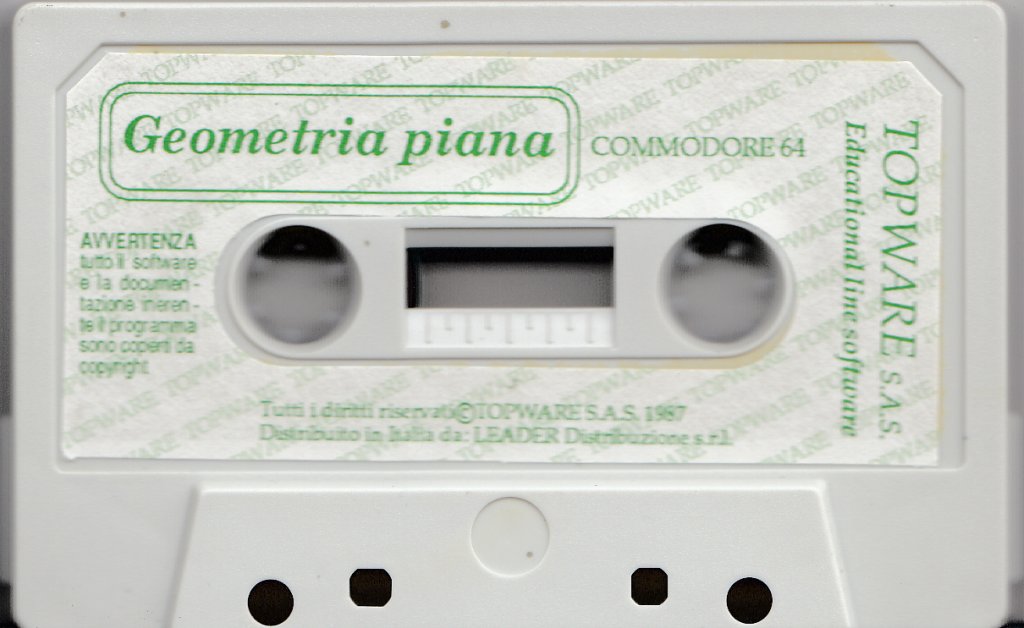 Geometria piana
COMMODORE 64
TOPWARE S.A.S.
Educational line software
AVVERTENZA
tutto il software
e la documen-
tazione ineren-
te il programma
sono coperti da
copyright
Tutti i diritti riservati©TOPWARE S.A.S. 1987
Distribuito in Italia da: LEADER Distribuzione s.r.l.